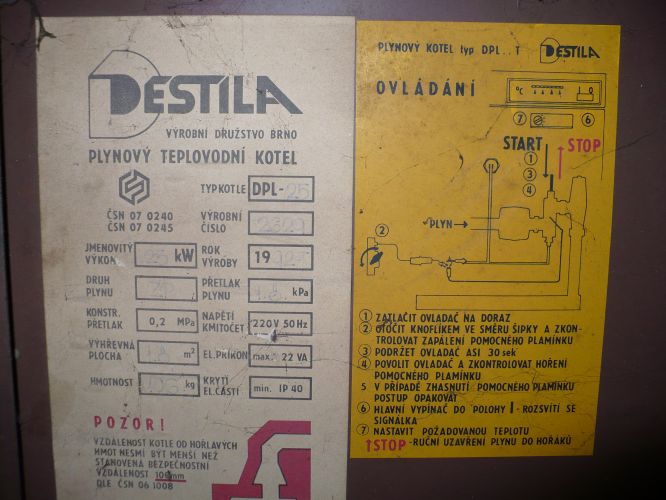 DESTILA
VÝROBNÍ DRUŽSTVO BRNO
PLYNOVÝ TEPLOVODNÍ KOTEL
TYP KOTLE DPL-25
ČSN 07 0240
ČSN 07 0245
VÝROBNÍ
ČÍSLO
JMENOVITÝ
VÝKON kW
ROK
VÝROBY 19
DRUH
PLYNU
PŘETLAK
PLYNU kPa
KONSTR.
PŘETLAK 0,2 MPa
NAPĚTÍ
KMITOČET 220V 50Hz
VÝHŘEVNÁ
PLOCHA m²
EL.PŘÍKON max. 22 VA
HMOTNOST kg
KRYTÍ
EL.ČÁSTÍ min. IP 40
POZOR!
VZDÁLENOST KOTLE OD HOŘLAVÝCH
HMOT NESMÍ BÝT MENŠÍ NEŽ
STANOVENÁ BEZPEČNOSTNÍ
VZDÁLENOST 100mm
DLE ČSN 06 1008
PLYNOVÝ KOTEL typ DPL..T DESTILA
OVLÁDÁNÍ
°C
7 6
START STOP
1
3
4
PLYN
2
1 ZATLAČIT OVLADAČ NA DORAZ
2 OTOČIT KNOFLÍKEM VE SMĚRU ŠIPKY A ZKON-
TROLOVAT ZAPÁLENÍ POMOCNÉHO PLAMÍNKU
3 PODRŽET OVLADAČ ASI 30 sek
4 POVOLIT OVLADAČ A ZKONTROLOVAT HOŘENÍ
POMOCNÉHO PLAMÍNKU
5 V PŘÍPADĚ ZHASNUTÍ POMOCNÉHO PLAMÍNKU
POSTUP OPAKOVAT
6 HLAVNÍ VYPÍNAČ DO POLOHY I - ROZSVÍTÍ SE
SIGNÁLKA
7 NASTAVIT POŽADOVANOU TEPLOTU
↑STOP -RUČNÍ UZAVŘENÍ PLYNU DO HOŘÁKŮ